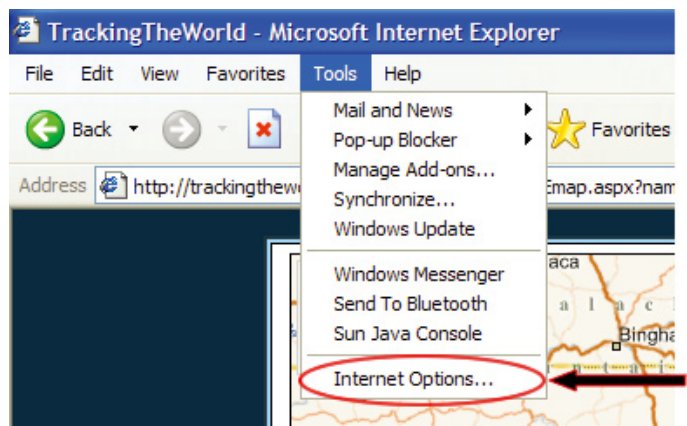 TrackingTheWorld - Microsoft Internet Explorer
File Edit View Favorites Tools Help
Back
Favorites
Mail and News
Pop-up Blocker
Manage Add-ons...
Synchronize...
Windows Update
Windows Messenger
Send To Bluetooth
Sun Java Console
Internet Options...
Address http://trackingthew
Emap.aspx?nam
aca
a l a c
Bingha
n t a i